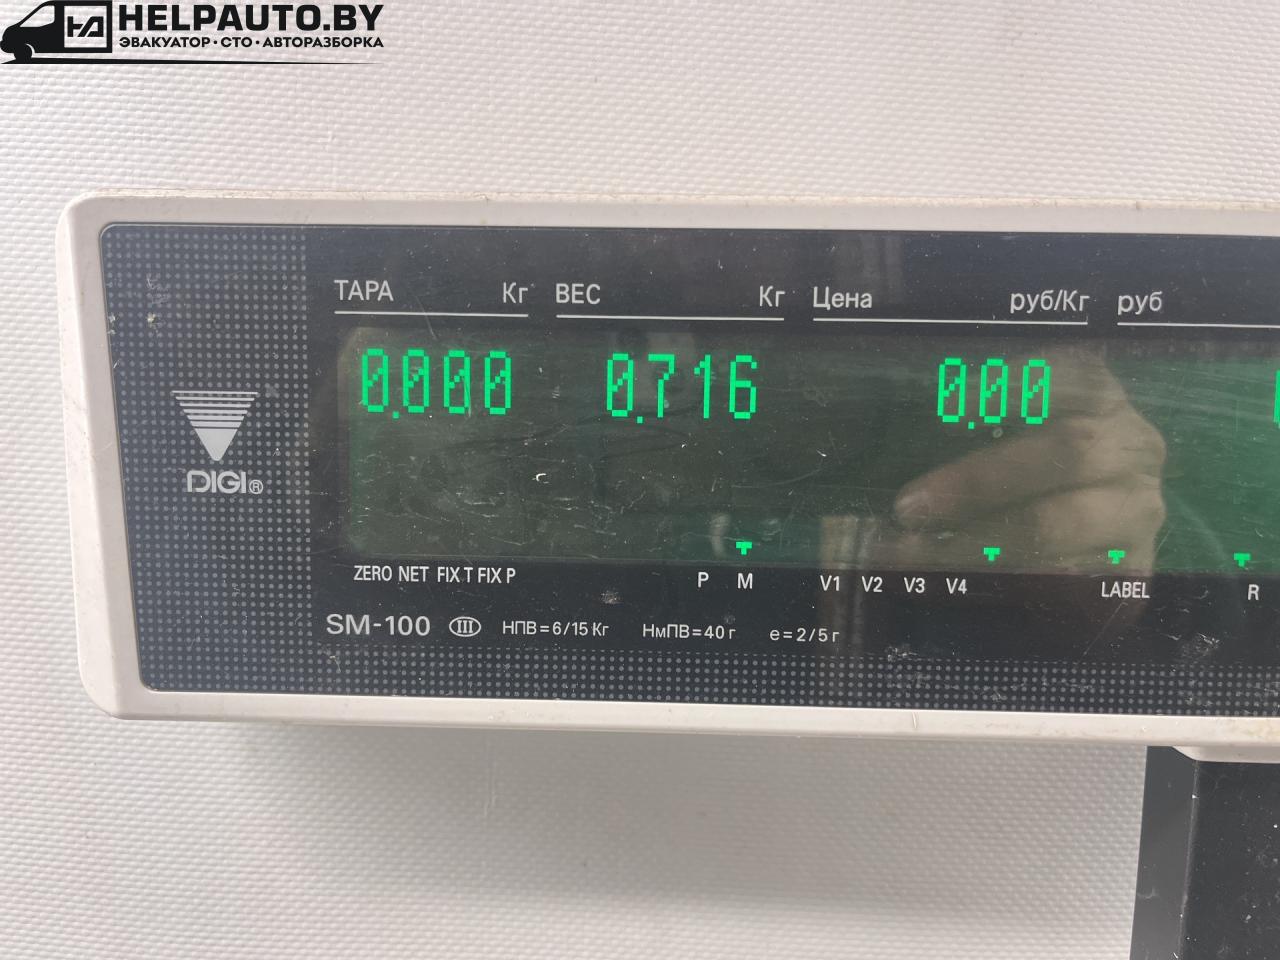 HELPAUTO.BY
ЭВАКУАТОР · СТО · АВТОРАЗБОРКА
ТАРА Кг ВЕС Кг Цена руб/Кг руб
0.000 0.716 0.00
DIGI®
ZERO NET FIX T FIX P P M V1 V2 V3 V4 LABEL R
SM-100 III НПВ=6/15 Кг НмПВ=40 г е=2/5 г